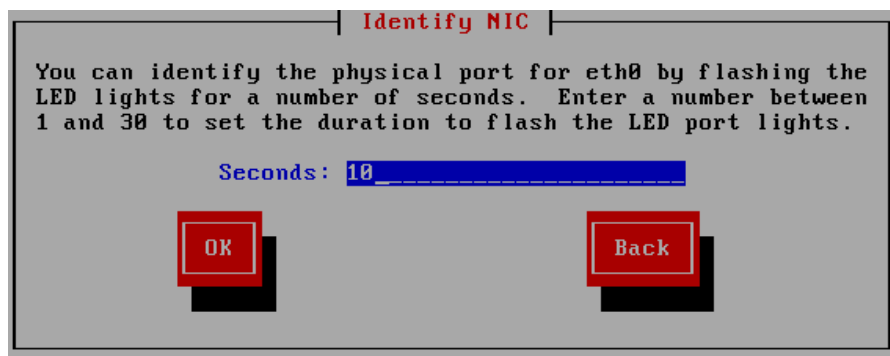 Identify NIC
You can identify the physical port for eth0 by flashing the
LED lights for a number of seconds.  Enter a number between
1 and 30 to set the duration to flash the LED port lights.
Seconds: 10_______________________
OK Back